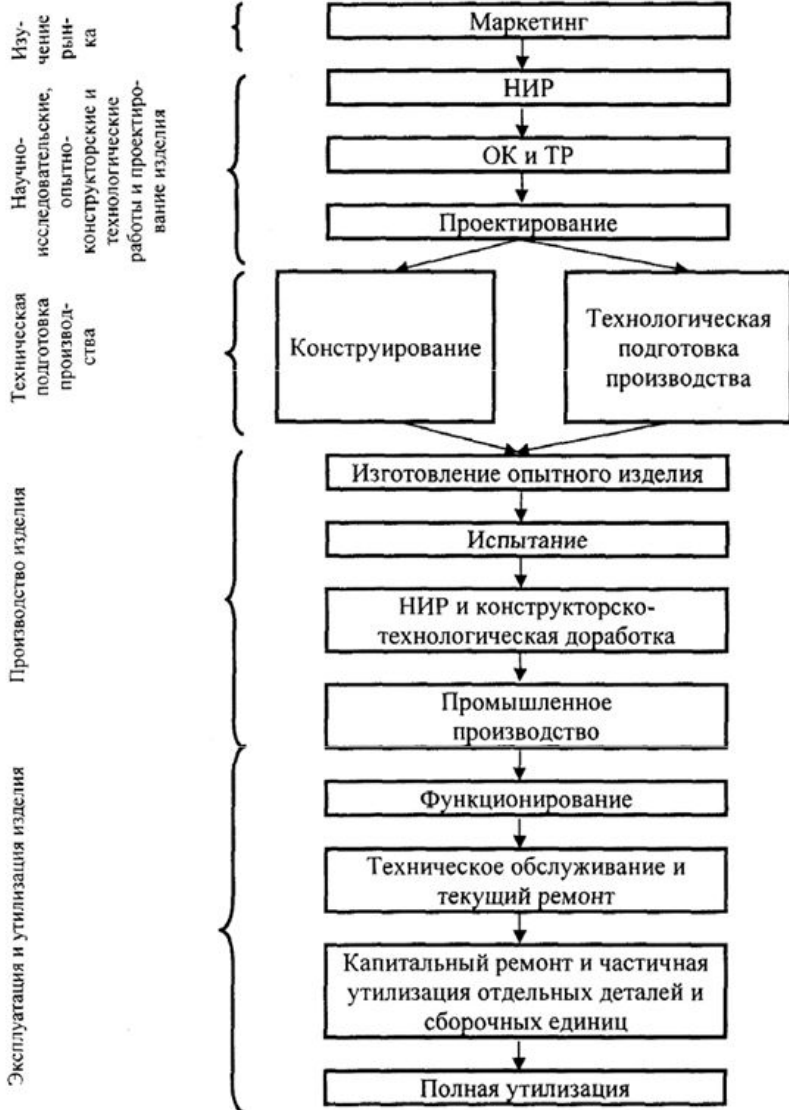 Изу-
чение
рын-
ка
Маркетинг
Научно-
исследовательские,
опытно-
конструкторские и
технологические
работы и проектиро-
вание изделия
НИР
ОК и ТР
Проектирование
Техническая
подготовка
производ-
ства
Конструирование
Технологическая
подготовка
производства
Производство изделия
Изготовление опытного изделия
Испытание
НИР и конструкторско-
технологическая доработка
Промышленное
производство
Эксплуатация и утилизация изделия
Функционирование
Техническое обслуживание и
текущий ремонт
Капитальный ремонт и частичная
утилизация отдельных деталей и
сборочных единиц
Полная утилизация